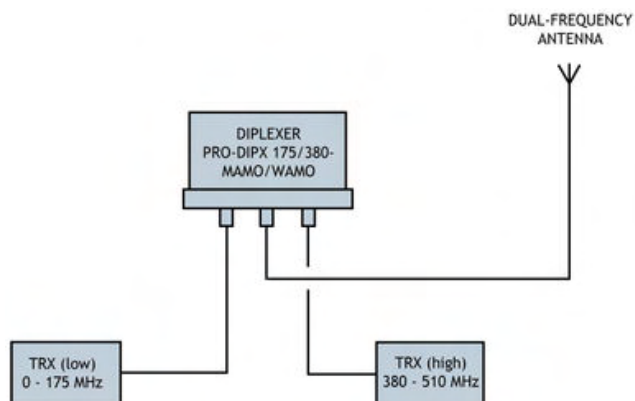 DUAL-FREQUENCY
ANTENNA
DIPLEXER
PRO-DIPX 175/380-
MAMO/WAMO
TRX (low)
0 - 175 MHz
TRX (high)
380 - 510 MHz